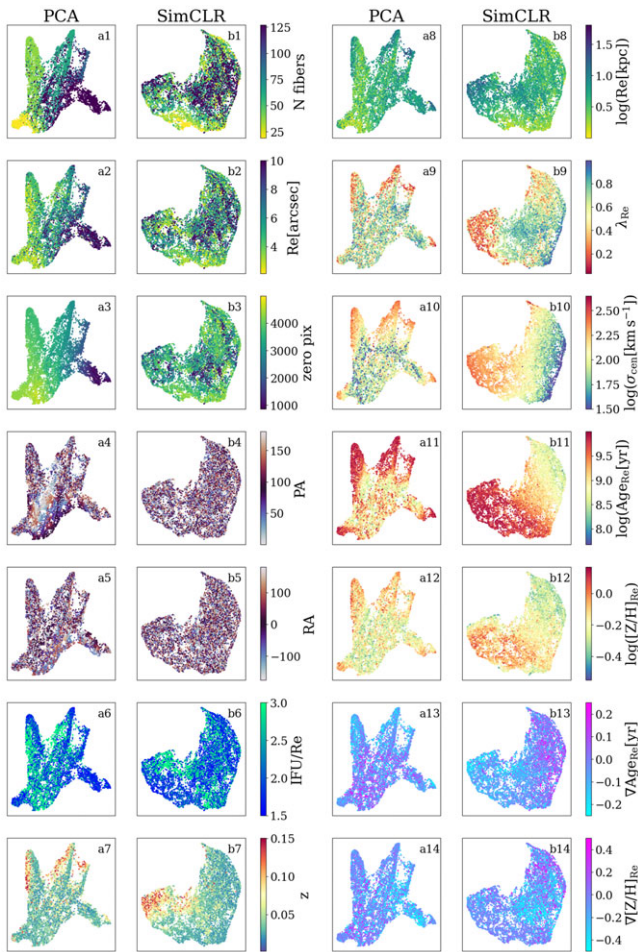 PCA SimCLR PCA SimCLR
a1 b1 125 100 75 50 25 N fibers a8 b8 1.5 1.0 0.5 log(Re[kpc])
a2 b2 10 8 6 4 Re[arcsec] a9 b9 0.8 0.6 0.4 0.2 λRe
a3 b3 4000 3000 2000 1000 zero pix a10 b10 2.50 2.25 2.00 1.75 1.50 log(σcen[km s⁻¹])
a4 b4 150 100 50 PA a11 b11 9.5 9.0 8.5 8.0 log(AgeRe[yr])
a5 b5 100 0 −100 RA a12 b12 0.0 −0.2 −0.4 log([Z/H]Re)
a6 b6 3.0 2.5 2.0 1.5 IFU/Re a13 b13 0.2 0.1 0.0 −0.1 −0.2 ∇AgeRe[yr]
a7 b7 0.15 0.10 0.05 z a14 b14 0.4 0.2 0.0 −0.2 −0.4 ∇[Z/H]Re